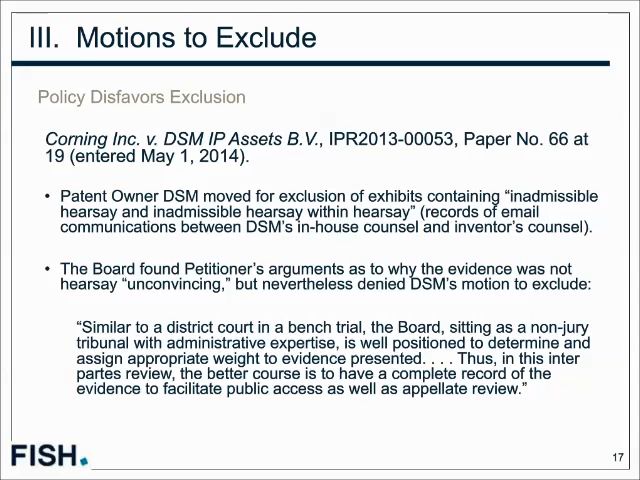 III. Motions to Exclude
Policy Disfavors Exclusion
Corning Inc. v. DSM IP Assets B.V., IPR2013-00053, Paper No. 66 at
19 (entered May 1, 2014).
• Patent Owner DSM moved for exclusion of exhibits containing “inadmissible
hearsay and inadmissible hearsay within hearsay” (records of email
communications between DSM’s in-house counsel and inventor’s counsel).
• The Board found Petitioner’s arguments as to why the evidence was not
hearsay “unconvincing,” but nevertheless denied DSM’s motion to exclude:
“Similar to a district court in a bench trial, the Board, sitting as a non-jury
tribunal with administrative expertise, is well positioned to determine and
assign appropriate weight to evidence presented. . . . Thus, in this inter
partes review, the better course is to have a complete record of the
evidence to facilitate public access as well as appellate review.”
FISH.
17